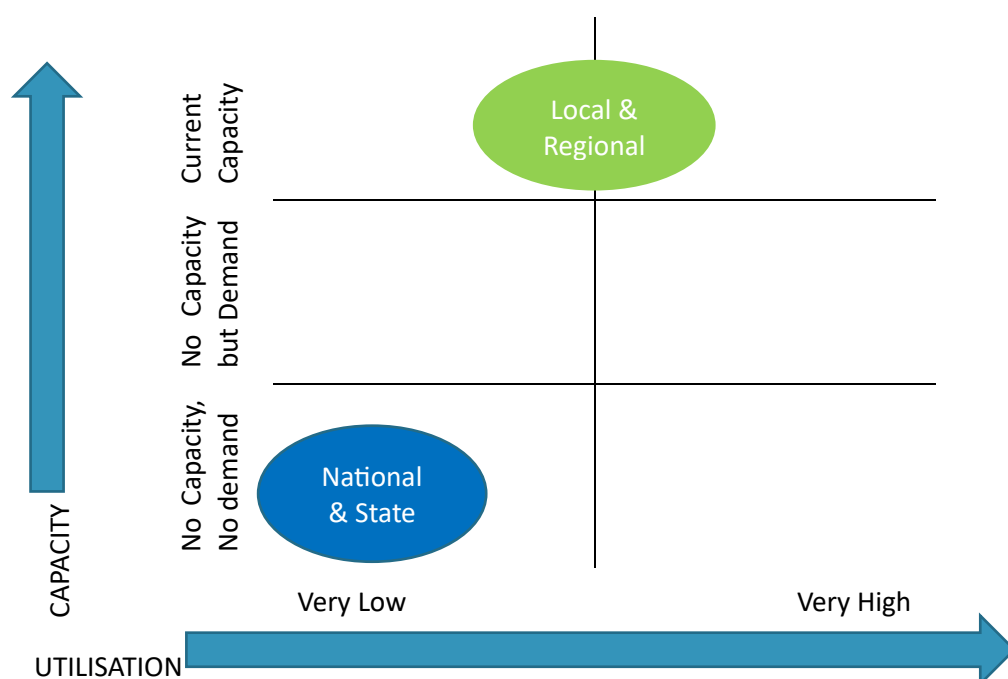 Current
Capacity
Local &
Regional
No Capacity
but Demand
No Capacity,
No demand
National
& State
CAPACITY
Very Low
Very High
UTILISATION